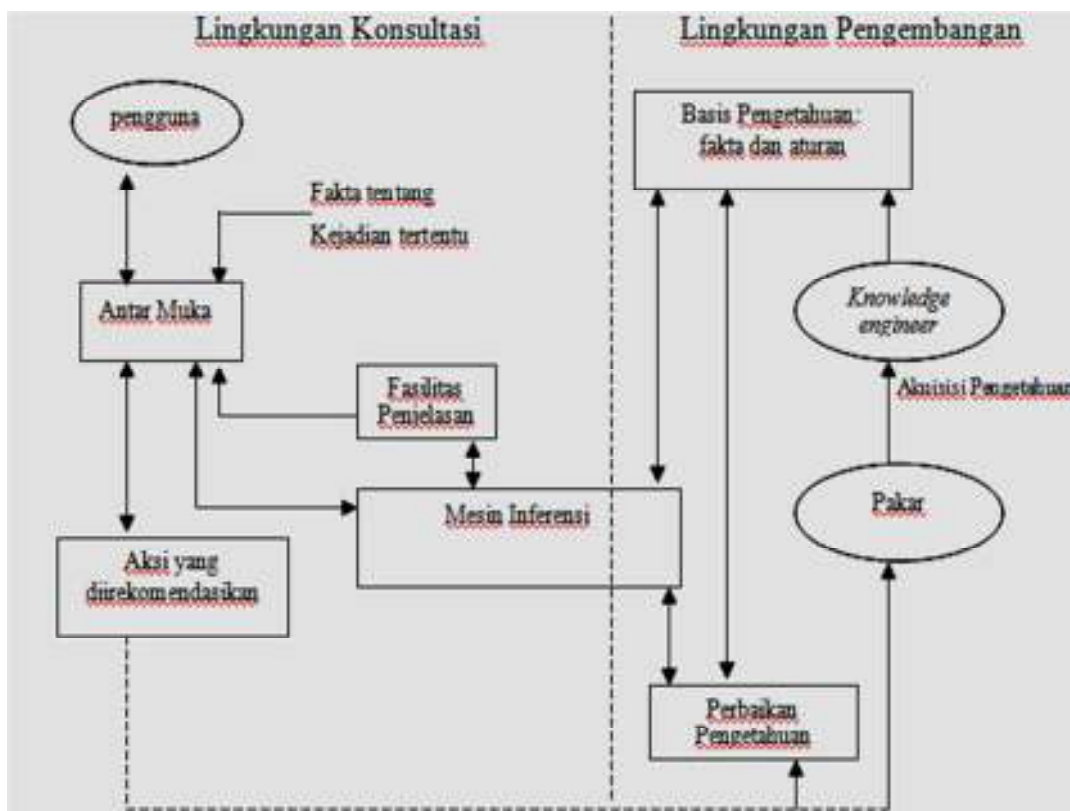 Lingkungan Konsultasi
Lingkungan Pengembangan
pengguna
Basis Pengetahuan:
fakta dan aturan
Fakta tentang
Kejadian tertentu
Antar Muka
Knowledge
engineer
Fasilitas
Penjelasan
Akuisisi Pengetahuan
Mesin Inferensi
Pakar
Aksi yang
diirekomendasikan
Perbaikan
Pengetahuan